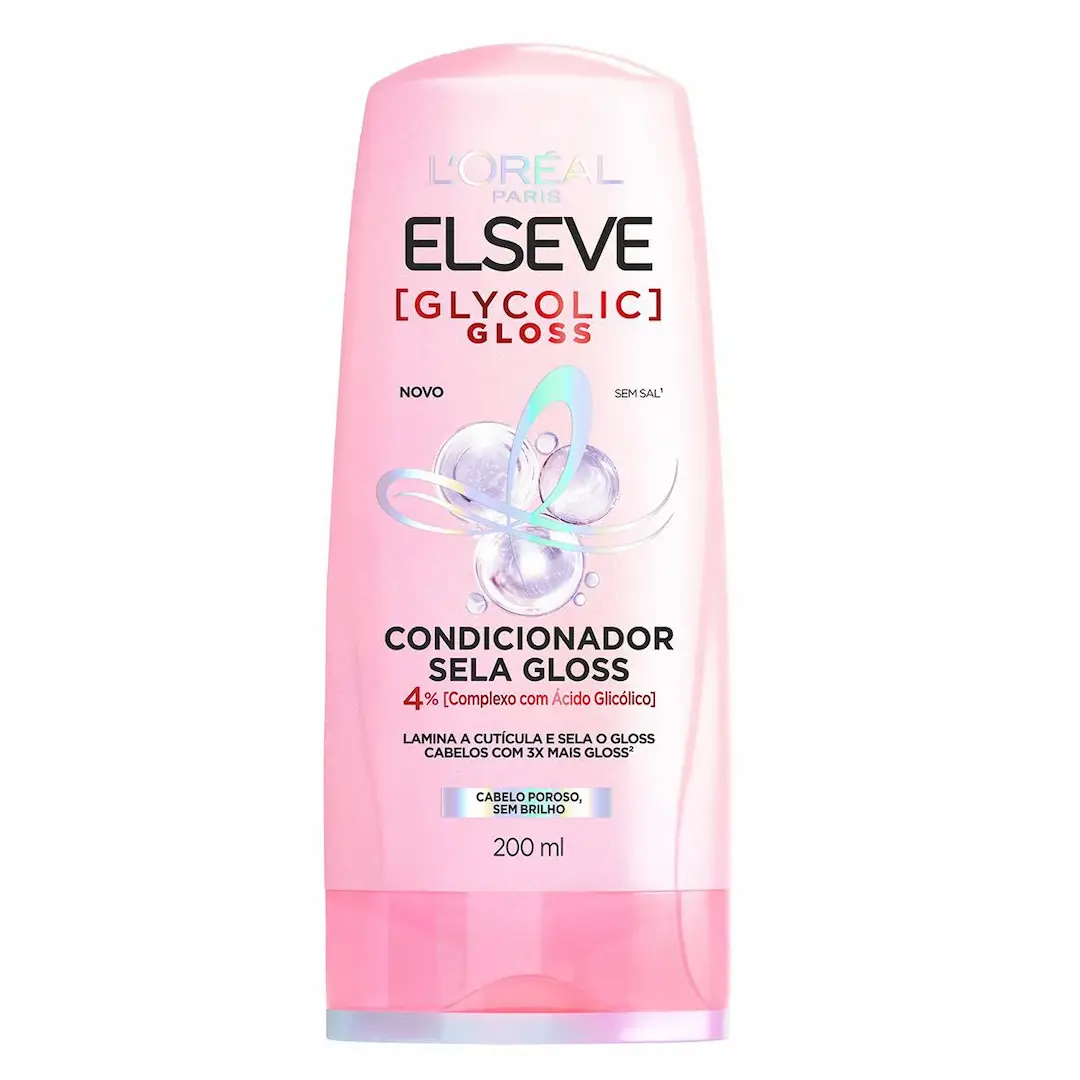 L'ORÉAL
PARIS
ELSEVE
[GLYCOLIC]
GLOSS
NOVO
SEM SAL¹
CONDICIONADOR
SELA GLOSS
4% [Complexo com Ácido Glicólico]
LAMINA A CUTÍCULA E SELA O GLOSS
CABELOS COM 3X MAIS GLOSS²
CABELO POROSO,
SEM BRILHO
200 ml